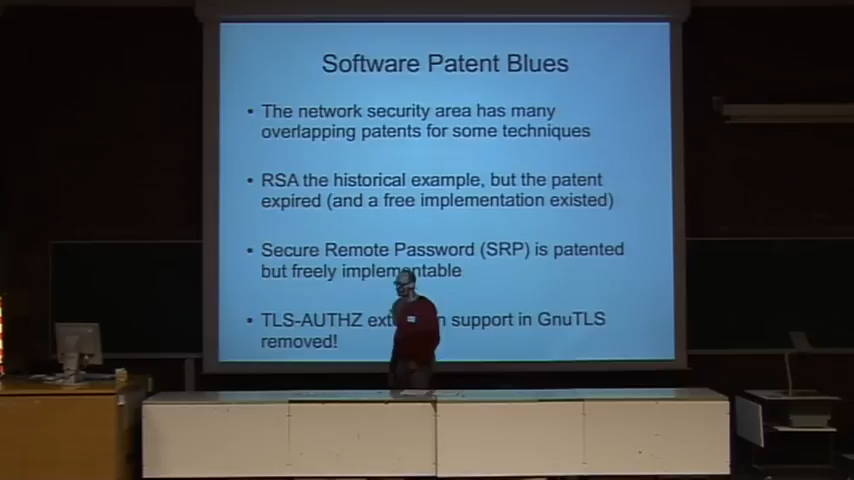 Software Patent Blues
• The network security area has many
overlapping patents for some techniques
• RSA the historical example, but the patent
expired (and a free implementation existed)
• Secure Remote Password (SRP) is patented
but freely implementable
• TLS-AUTHZ ext n support in GnuTLS
removed!